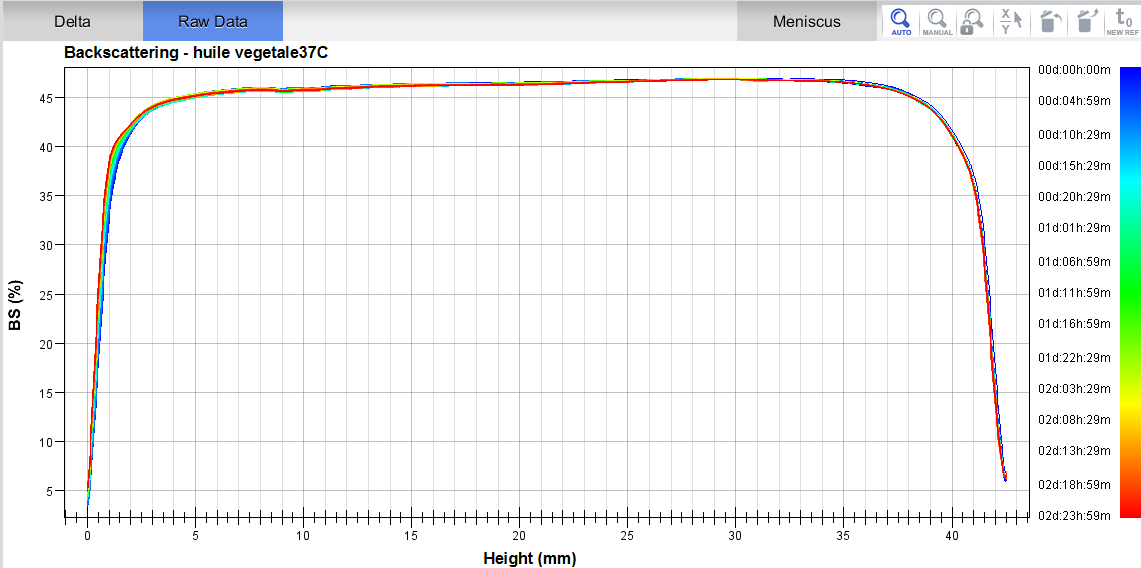 Delta Raw Data Meniscus
AUTO MANUAL X Y t0 NEW REF
Backscattering - huile vegetale37C
BS (%)
45
40
35
30
25
20
15
10
5
0 5 10 15 20 25 30 35 40
Height (mm)
00d:00h:00m
00d:04h:59m
00d:10h:29m
00d:15h:29m
00d:20h:29m
01d:01h:29m
01d:06h:59m
01d:11h:59m
01d:16h:59m
01d:22h:29m
02d:03h:29m
02d:08h:29m
02d:13h:29m
02d:18h:59m
02d:23h:59m